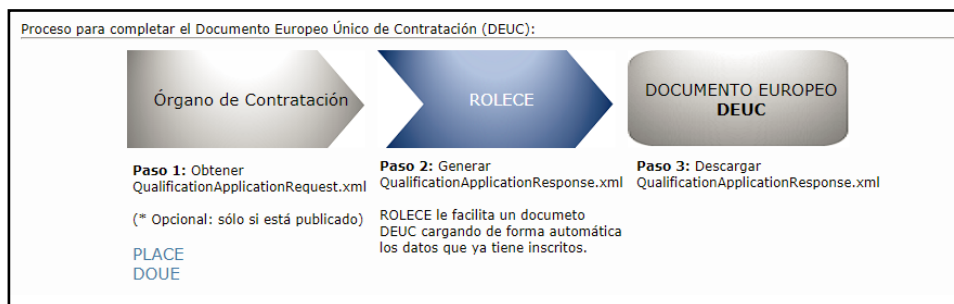 Proceso para completar el Documento Europeo Único de Contratación (DEUC):
Órgano de Contratación
ROLECE
DOCUMENTO EUROPEO
DEUC
Paso 1: Obtener
QualificationApplicationRequest.xml
(* Opcional: sólo si está publicado)
PLACE
DOUE
Paso 2: Generar
QualificationApplicationResponse.xml
ROLECE le facilita un documeto
DEUC cargando de forma automática
los datos que ya tiene inscritos.
Paso 3: Descargar
QualificationApplicationResponse.xml